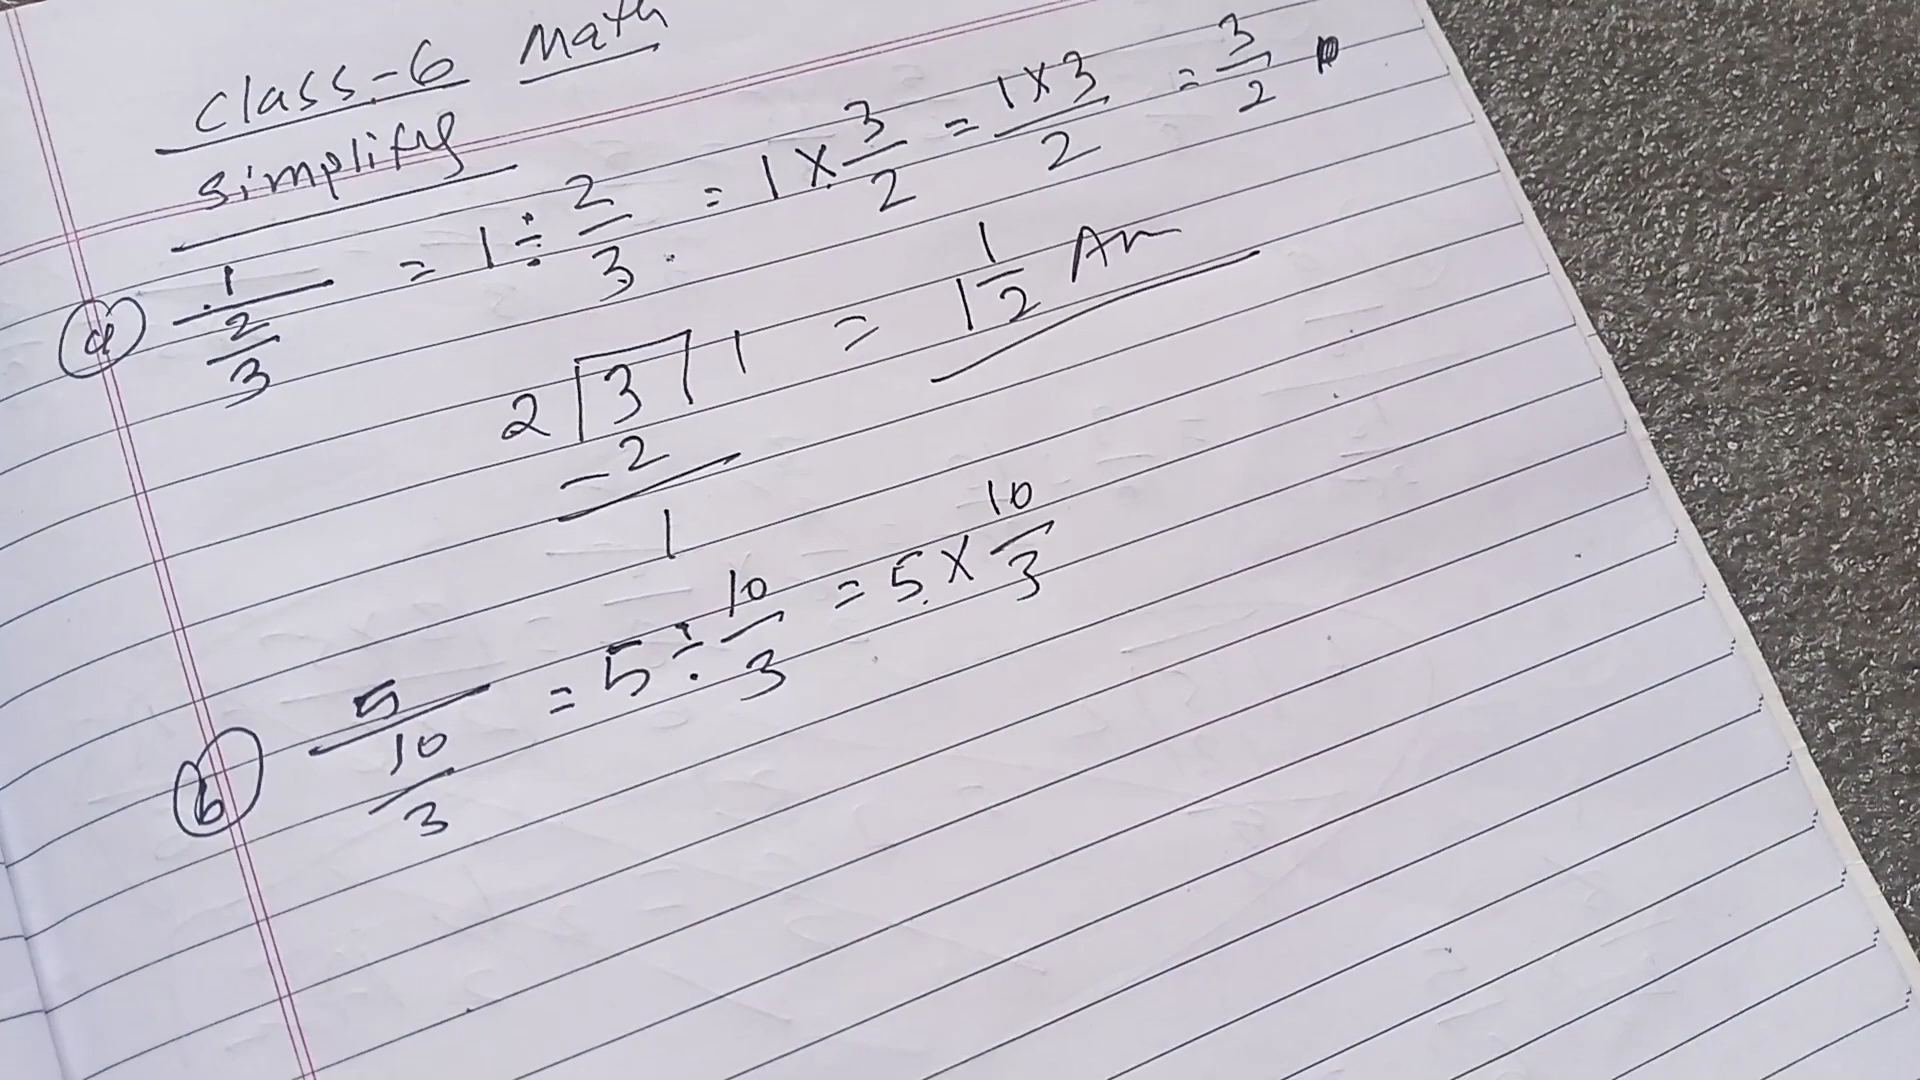 class-6 Math
simplify
(a) 1/(2/3) = 1 ÷ 2/3 = 1 × 3/2 = 1×3/2 = 3/2
2 ) 3 ( 1 = 1 1/2 An
-2
1
(b) 5/(10/3) = 5 ÷ 10/3 = 5 × 10/3